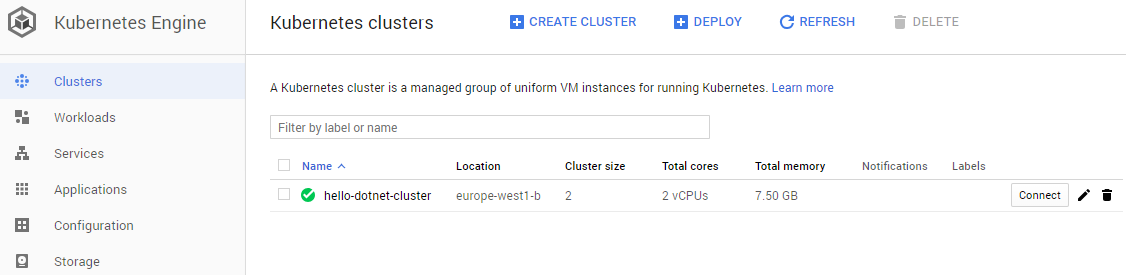 Kubernetes Engine
Kubernetes clusters CREATE CLUSTER DEPLOY REFRESH DELETE
Clusters
Workloads
Services
Applications
Configuration
Storage
A Kubernetes cluster is a managed group of uniform VM instances for running Kubernetes. Learn more
Filter by label or name
Name Location Cluster size Total cores Total memory Notifications Labels
hello-dotnet-cluster europe-west1-b 2 2 vCPUs 7.50 GB Connect